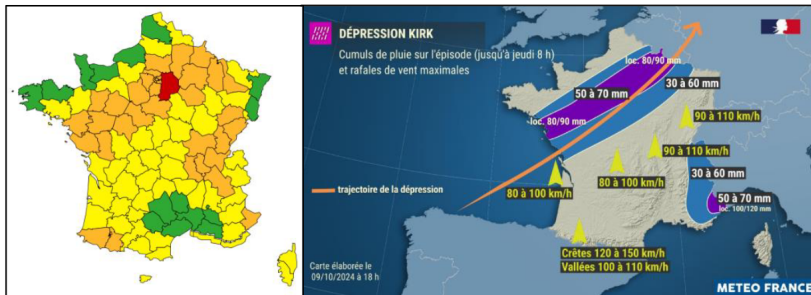 DÉPRESSION KIRK
Cumuls de pluie sur l'épisode (jusqu'à jeudi 8 h)
et rafales de vent maximales
loc. 80/90 mm
50 à 70 mm
30 à 60 mm
loc. 80/90 mm
90 à 110 km/h
90 à 110 km/h
80 à 100 km/h
80 à 100 km/h
30 à 60 mm
trajectoire de la dépression
50 à 70 mm
loc. 100/120 mm
Crêtes 120 à 150 km/h
Vallées 100 à 110 km/h
Carte élaborée le
09/10/2024 à 18 h
METEO FRANCE